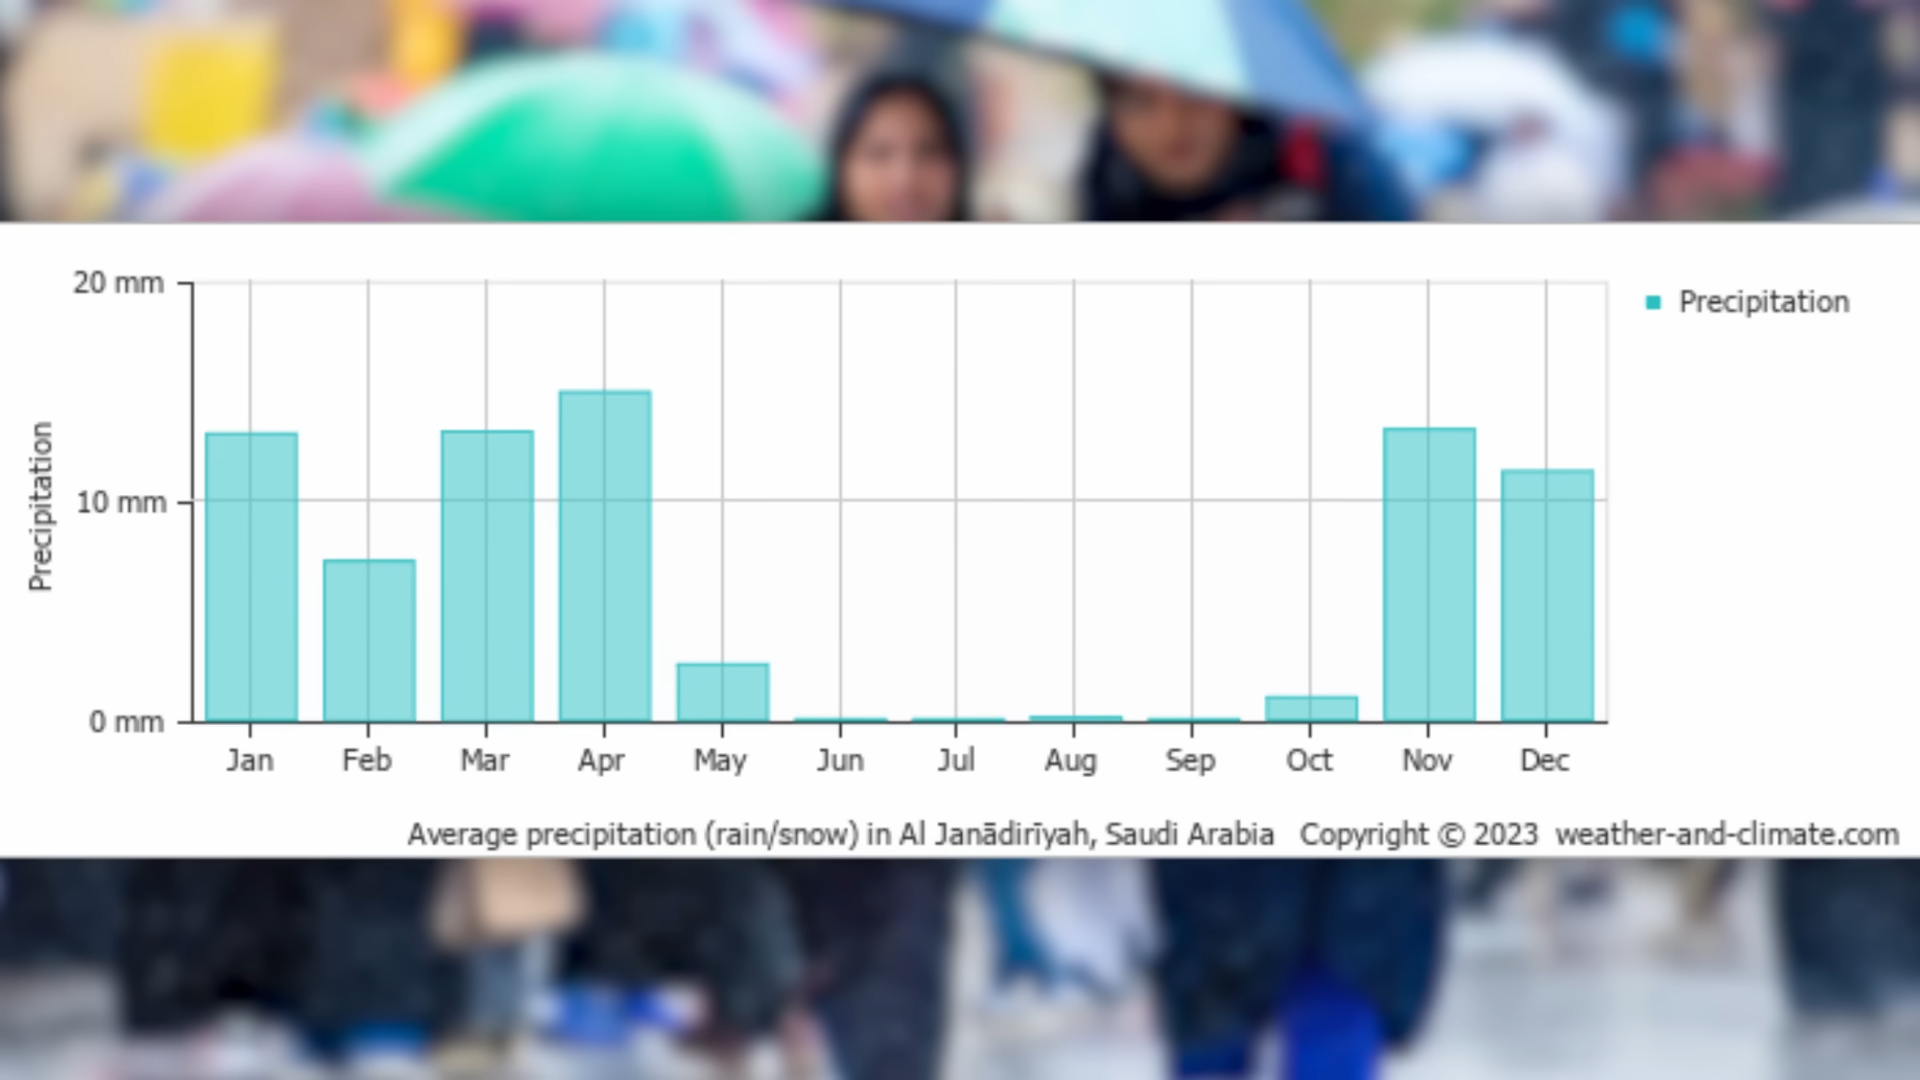 20 mm
Precipitation
10 mm
Precipitation
0 mm
Jan Feb Mar Apr May Jun Jul Aug Sep Oct Nov Dec
Average precipitation (rain/snow) in Al Janādirīyah, Saudi Arabia Copyright © 2023 weather-and-climate.com